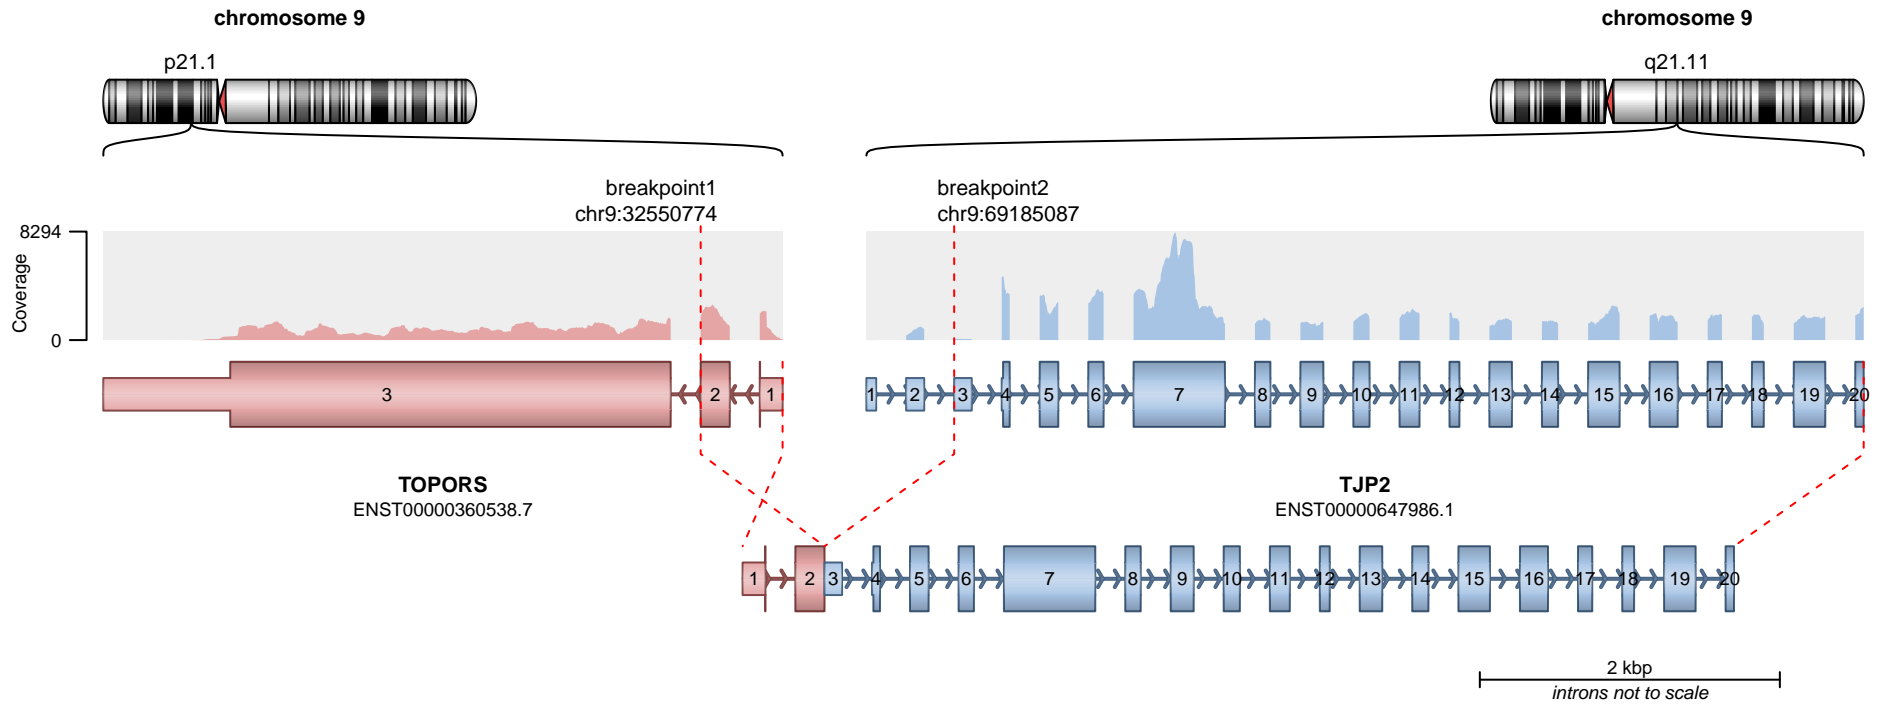 chromosome 9
chromosome 9
p21.1
q21.11
breakpoint1
chr9:32550774
breakpoint2
chr9:69185087
8294
Coverage
0
3 2 1
1 2 3 4 5 6 7 8 9 10 11 12 13 14 15 16 17 18 19 20
TOPORS
ENST00000360538.7
TJP2
ENST00000647986.1
1 2 3 4 5 6 7 8 9 10 11 12 13 14 15 16 17 18 19 20
2 kbp
introns not to scale